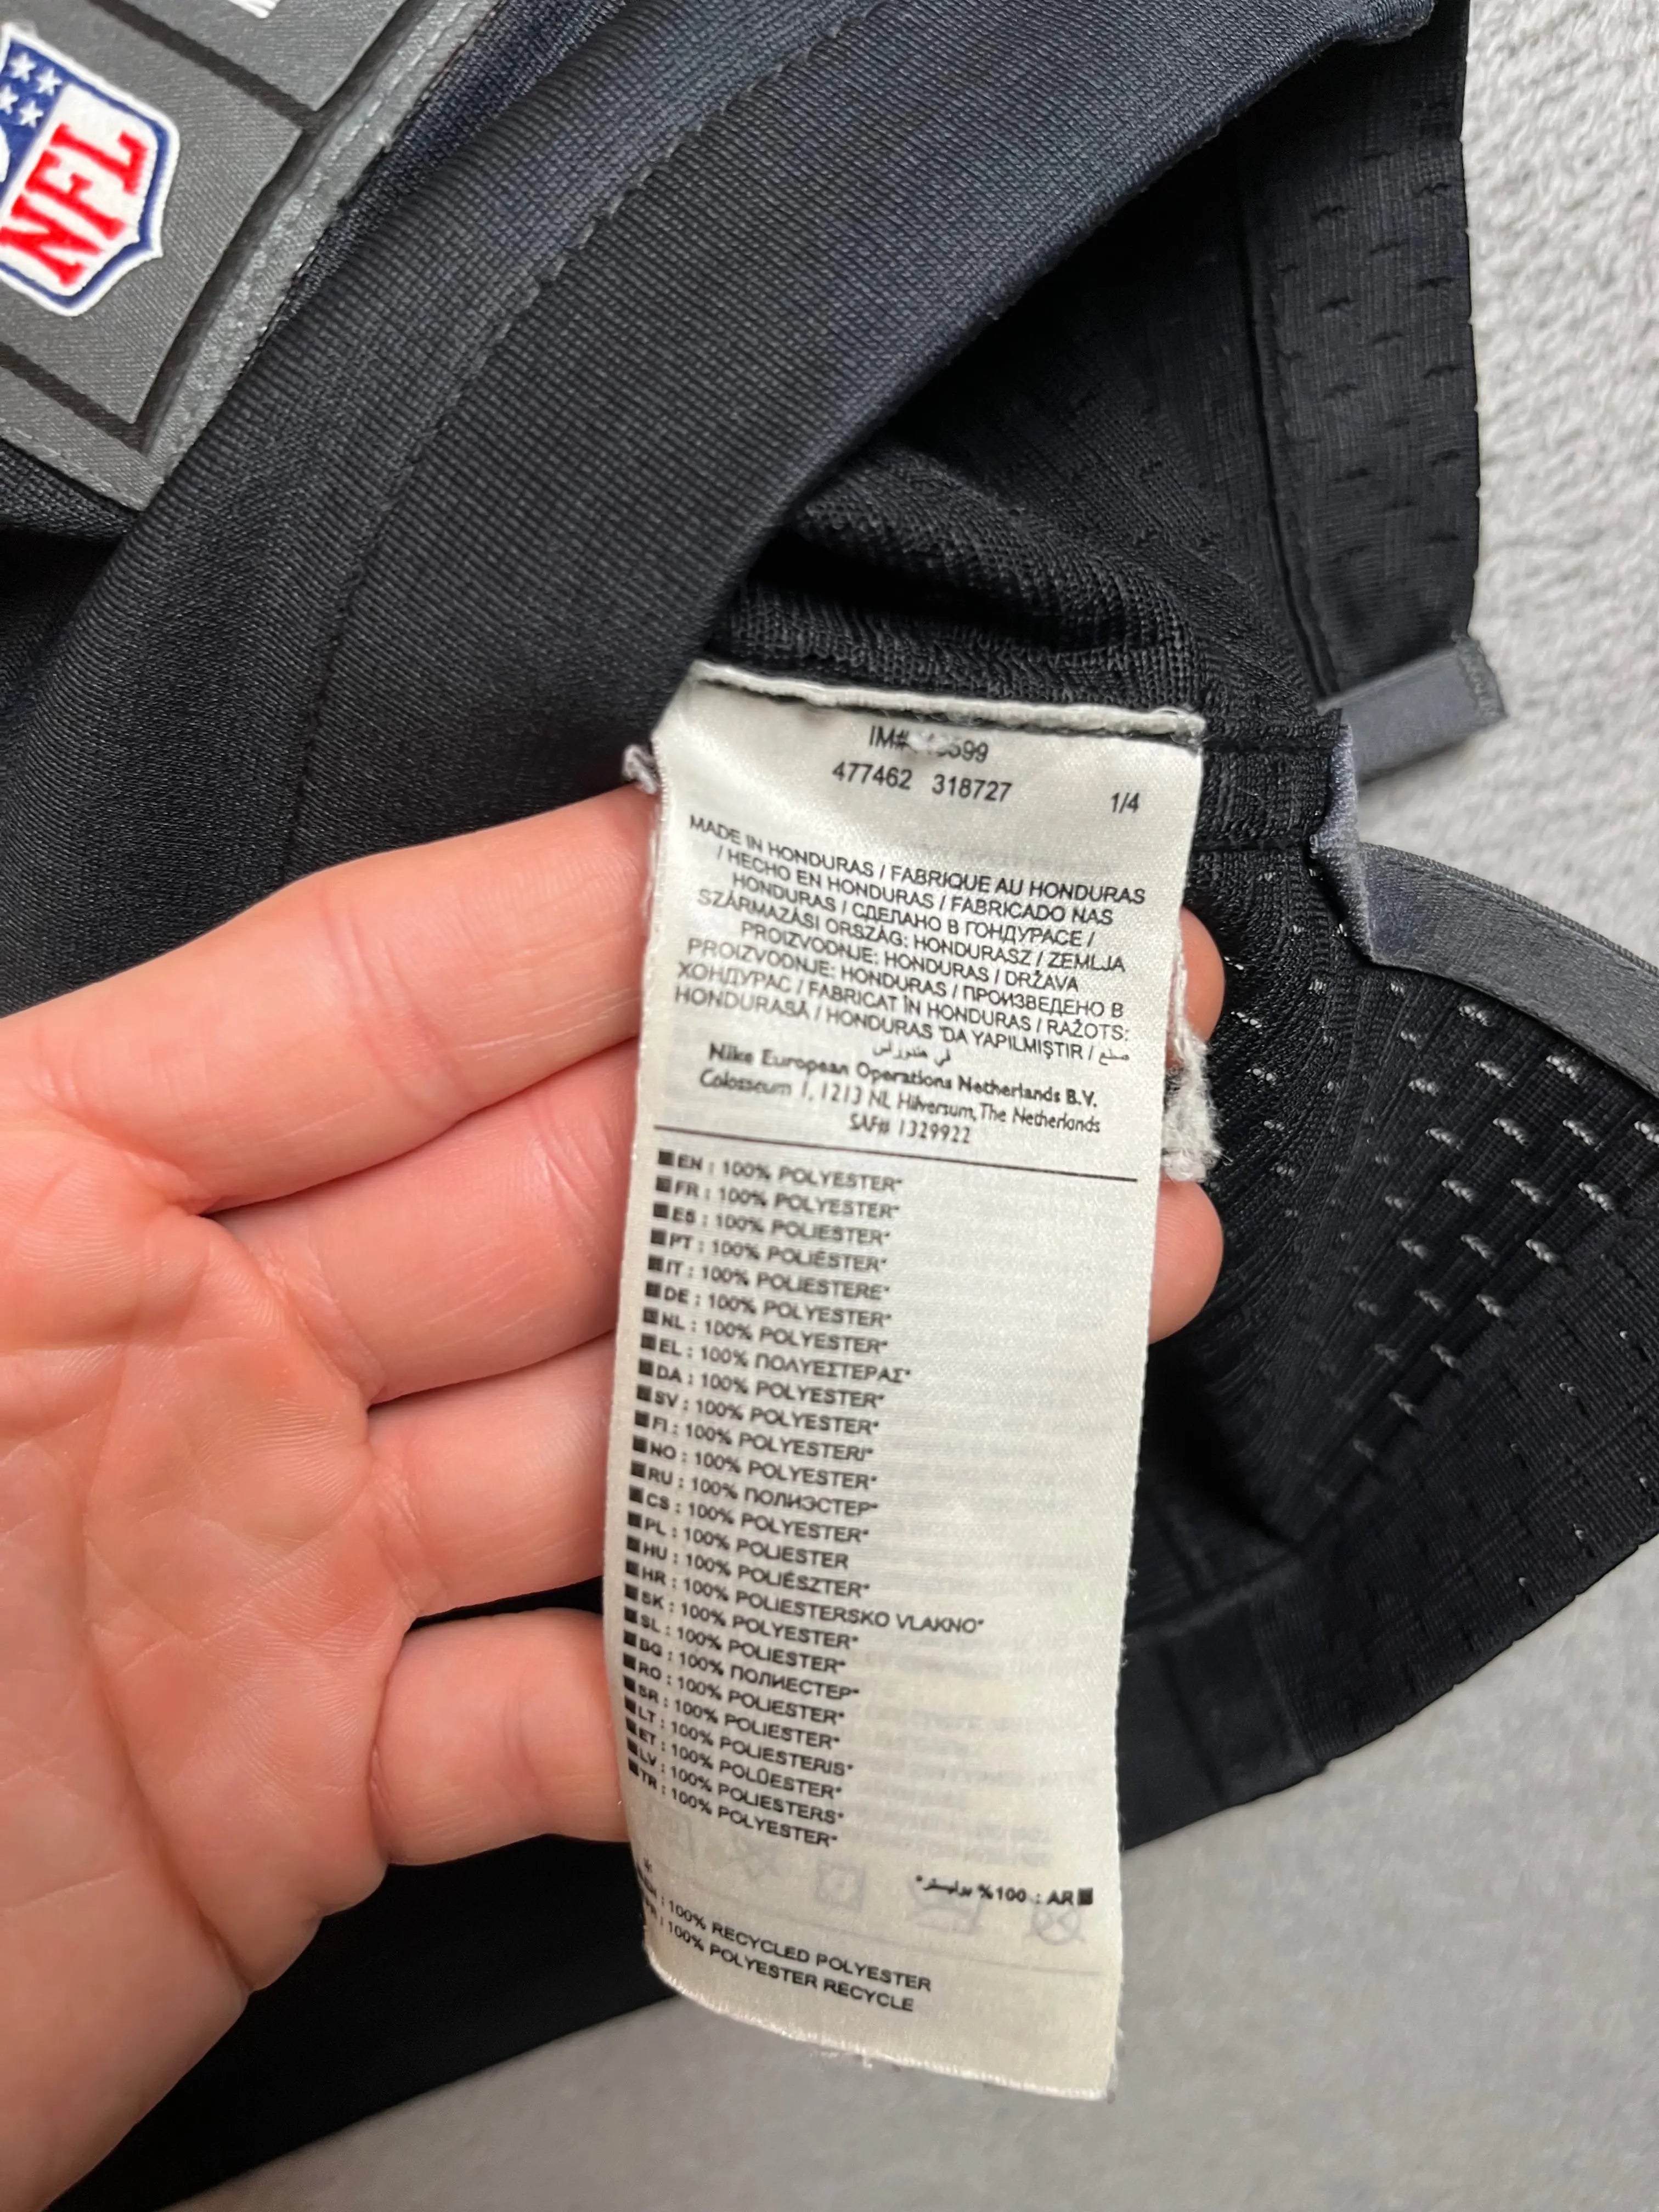 NFL
477462 318727 1/4
MADE IN HONDURAS / FABRIQUE AU HONDURAS
/ HECHO EN HONDURAS / FABRICADO NAS
HONDURAS / СДЕЛАНО В ГОНДУРАСЕ /
SZÁRMAZÁSI ORSZÁG: HONDURASZ / ZEMLJA
PROIZVODNJE: HONDURAS / DRŽAVA
PROIZVODNJE: HONDURAS / ПРОИЗВЕДЕНО В
ХОНДУРАС / FABRICAT ÎN HONDURAS / RAŽOTS:
HONDURASĀ / HONDURAS 'DA YAPILMIŞTIR / صنع
في هندوراس
Nike European Operations Netherlands B.V.
Colosseum 1, 1213 NL Hilversum, The Netherlands
SAF# 1329922
EN : 100% POLYESTER*
FR : 100% POLYESTER*
ES : 100% POLIESTER*
PT : 100% POLIÉSTER*
IT : 100% POLIESTERE*
DE : 100% POLYESTER*
NL : 100% POLYESTER*
EL : 100% ΠΟΛΥΕΣΤΕΡΑΣ*
DA : 100% POLYESTER*
SV : 100% POLYESTER*
FI : 100% POLYESTERI*
NO : 100% POLYESTER*
RU : 100% ПОЛИЭСТЕР*
CS : 100% POLYESTER*
PL : 100% POLIESTER
HU : 100% POLIÉSZTER*
HR : 100% POLIESTERSKO VLAKNO*
SK : 100% POLYESTER*
SL : 100% POLIESTER*
BG : 100% ПОЛИЕСТЕР*
RO : 100% POLIESTER*
SR : 100% POLIESTER*
LT : 100% POLIESTERIS*
ET : 100% POLÜESTER*
LV : 100% POLIESTERS*
TR : 100% POLYESTER*
AR : 100% بوليستر*
: 100% RECYCLED POLYESTER
: 100% POLYESTER RECYCLE